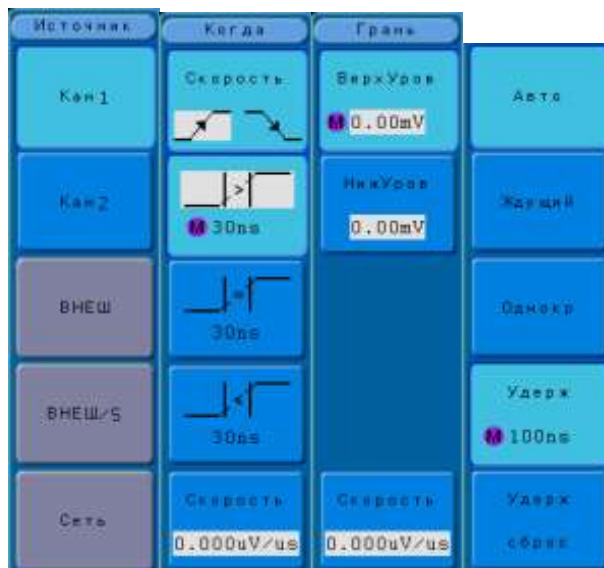 Источник
Кан1
Кан2
ВНЕШ
ВНЕШ/5
Сеть
Когда
Скорость
>
M 30ns
=
30ns
<
30ns
Скорость
0.000uV/us
Грань
ВерхУров
M 0.00mV
НижУров
0.00mV
Скорость
0.000uV/us
Авто
Ждущий
Однокр
Удерж
M 100ns
Удерж
сброс